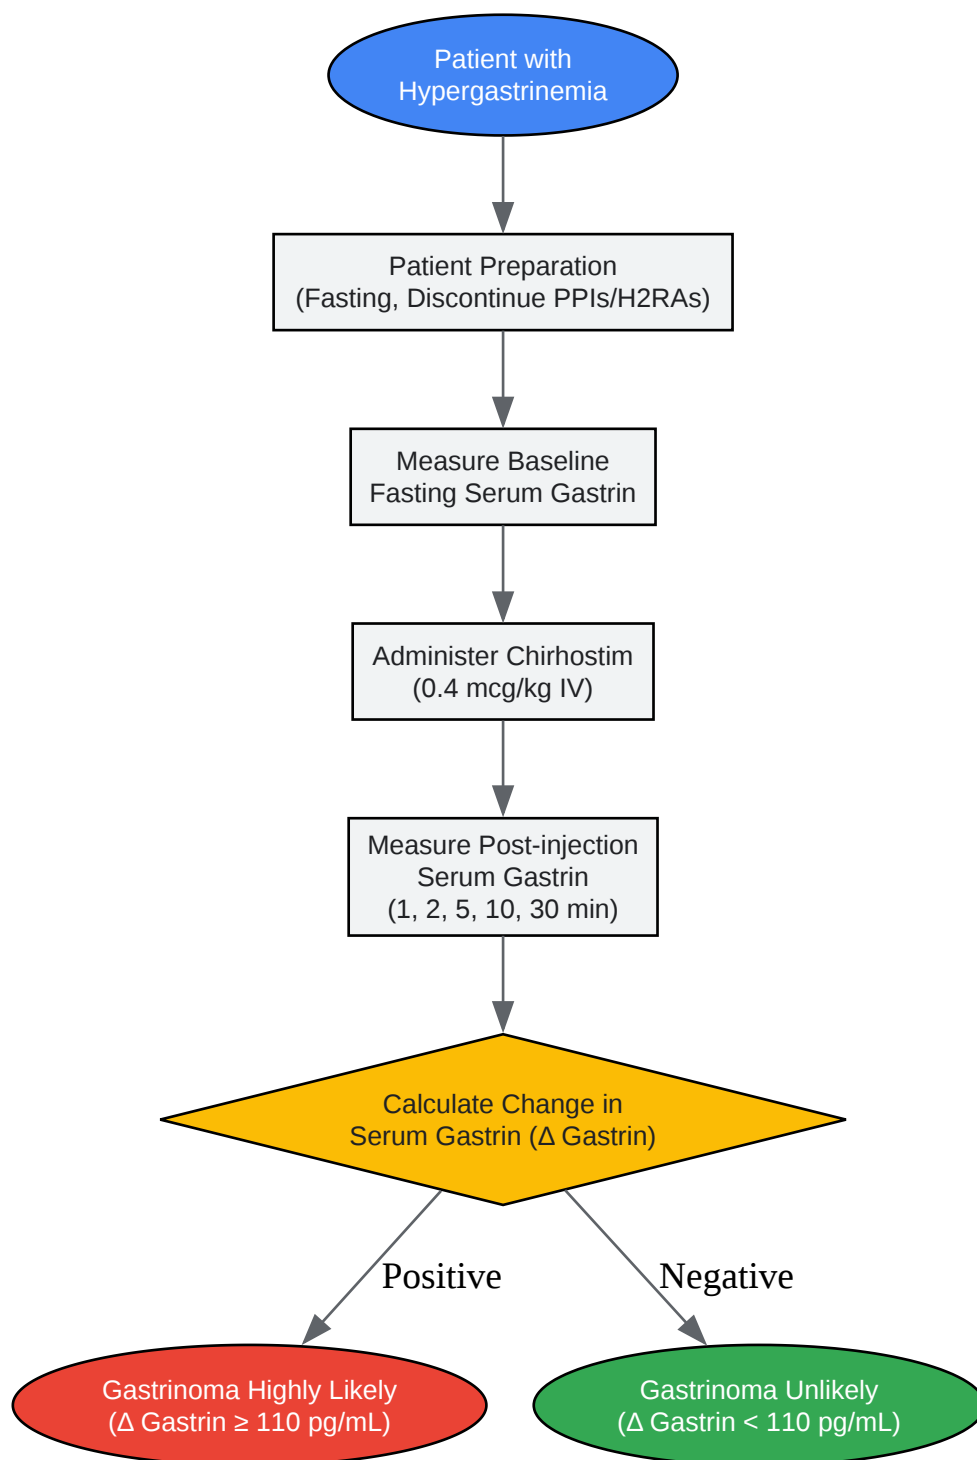 Patient with
Hypergastrinemia
Patient Preparation
(Fasting, Discontinue PPIs/H2RAs)
Measure Baseline
Fasting Serum Gastrin
Administer Chirhostim
(0.4 mcg/kg IV)
Measure Post-injection
Serum Gastrin
(1, 2, 5, 10, 30 min)
Calculate Change in
Serum Gastrin (Δ Gastrin)
Positive
Negative
Gastrinoma Highly Likely
(Δ Gastrin ≥ 110 pg/mL)
Gastrinoma Unlikely
(Δ Gastrin < 110 pg/mL)